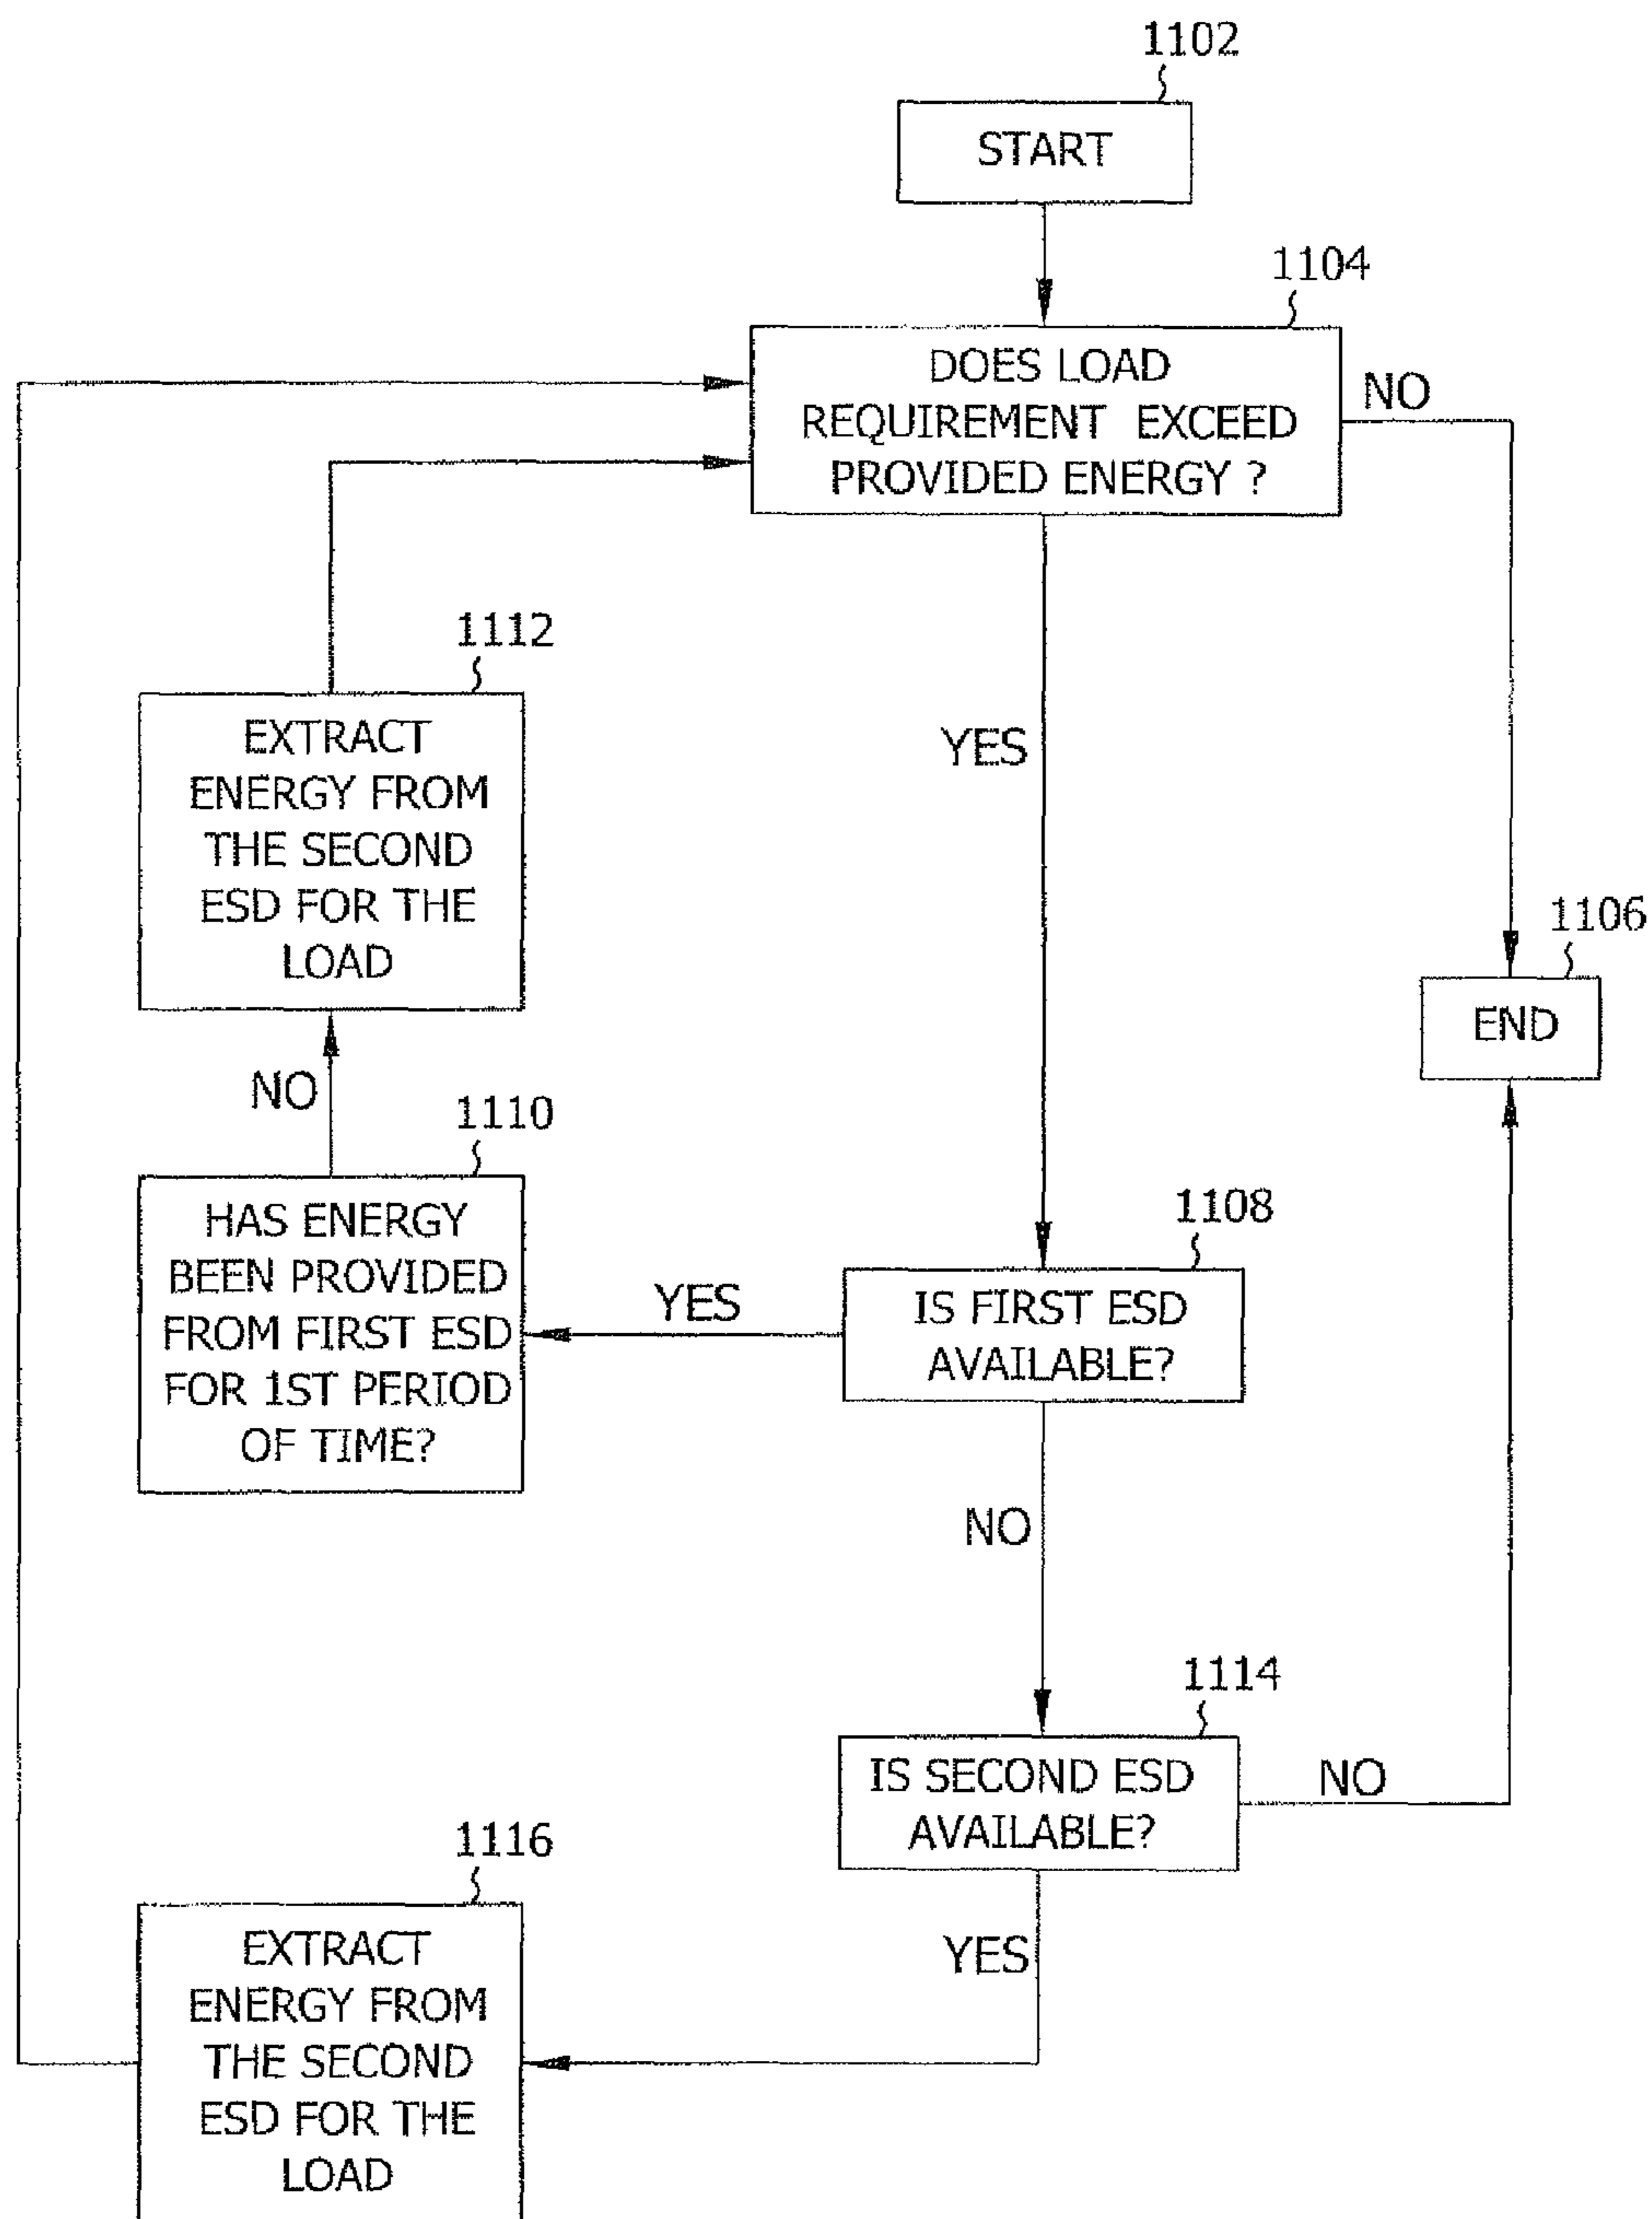 1102
START
1104
DOES LOAD
REQUIREMENT EXCEED
PROVIDED ENERGY ?
NO
1112
EXTRACT
ENERGY FROM
THE SECOND
ESD FOR THE
LOAD
YES
1106
END
NO
1110
HAS ENERGY
BEEN PROVIDED
FROM FIRST ESD
FOR 1ST PERIOD
OF TIME?
YES
1108
IS FIRST ESD
AVAILABLE?
NO
1114
IS SECOND ESD
AVAILABLE?
NO
YES
1116
EXTRACT
ENERGY FROM
THE SECOND
ESD FOR THE
LOAD